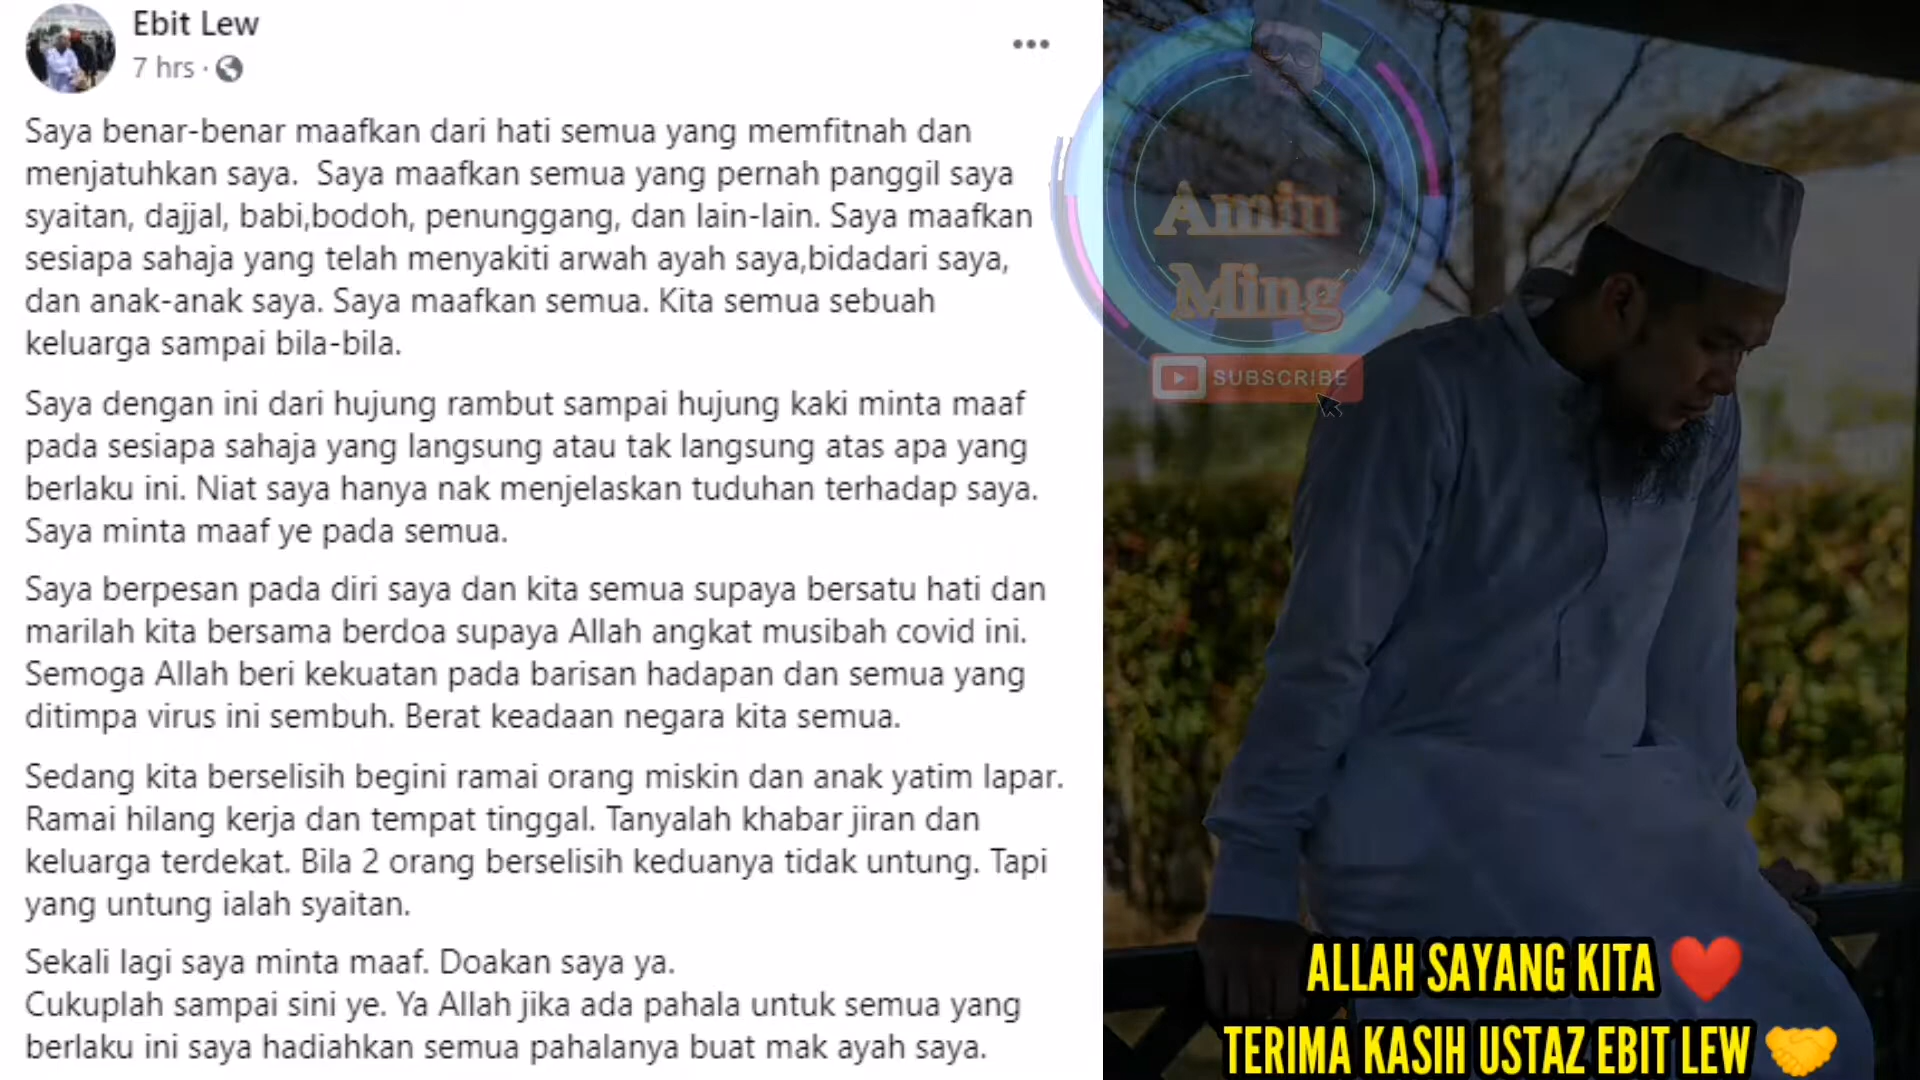 Ebit Lew
7 hrs ·
Saya benar-benar maafkan dari hati semua yang memfitnah dan
menjatuhkan saya.  Saya maafkan semua yang pernah panggil saya
syaitan, dajjal, babi,bodoh, penunggang, dan lain-lain. Saya maafkan
sesiapa sahaja yang telah menyakiti arwah ayah saya,bidadari saya,
dan anak-anak saya. Saya maafkan semua. Kita semua sebuah
keluarga sampai bila-bila.
Saya dengan ini dari hujung rambut sampai hujung kaki minta maaf
pada sesiapa sahaja yang langsung atau tak langsung atas apa yang
berlaku ini. Niat saya hanya nak menjelaskan tuduhan terhadap saya.
Saya minta maaf ye pada semua.
Saya berpesan pada diri saya dan kita semua supaya bersatu hati dan
marilah kita bersama berdoa supaya Allah angkat musibah covid ini.
Semoga Allah beri kekuatan pada barisan hadapan dan semua yang
ditimpa virus ini sembuh. Berat keadaan negara kita semua.
Sedang kita berselisih begini ramai orang miskin dan anak yatim lapar.
Ramai hilang kerja dan tempat tinggal. Tanyalah khabar jiran dan
keluarga terdekat. Bila 2 orang berselisih keduanya tidak untung. Tapi
yang untung ialah syaitan.
Sekali lagi saya minta maaf. Doakan saya ya.
Cukuplah sampai sini ye. Ya Allah jika ada pahala untuk semua yang
berlaku ini saya hadiahkan semua pahalanya buat mak ayah saya.
Amin
Ming
SUBSCRIBE
ALLAH SAYANG KITA ❤️
TERIMA KASIH USTAZ EBIT LEW 🤝